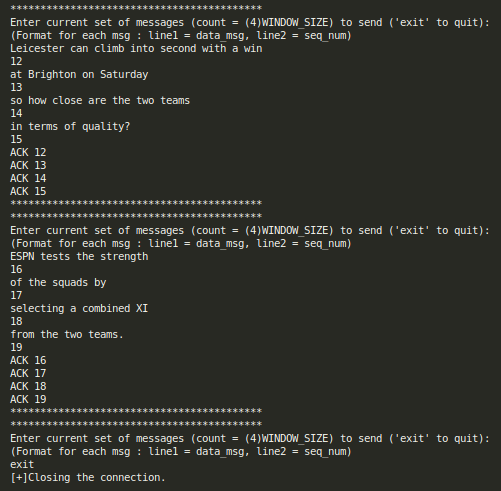 ******************************************
Enter current set of messages (count = (4)WINDOW_SIZE) to send ('exit' to quit):
(Format for each msg : line1 = data_msg, line2 = seq_num)
Leicester can climb into second with a win
12
at Brighton on Saturday
13
so how close are the two teams
14
in terms of quality?
15
ACK 12
ACK 13
ACK 14
ACK 15
******************************************
******************************************
Enter current set of messages (count = (4)WINDOW_SIZE) to send ('exit' to quit):
(Format for each msg : line1 = data_msg, line2 = seq_num)
ESPN tests the strength
16
of the squads by
17
selecting a combined XI
18
from the two teams.
19
ACK 16
ACK 17
ACK 18
ACK 19
******************************************
******************************************
Enter current set of messages (count = (4)WINDOW_SIZE) to send ('exit' to quit):
(Format for each msg : line1 = data_msg, line2 = seq_num)
exit
[+]Closing the connection.